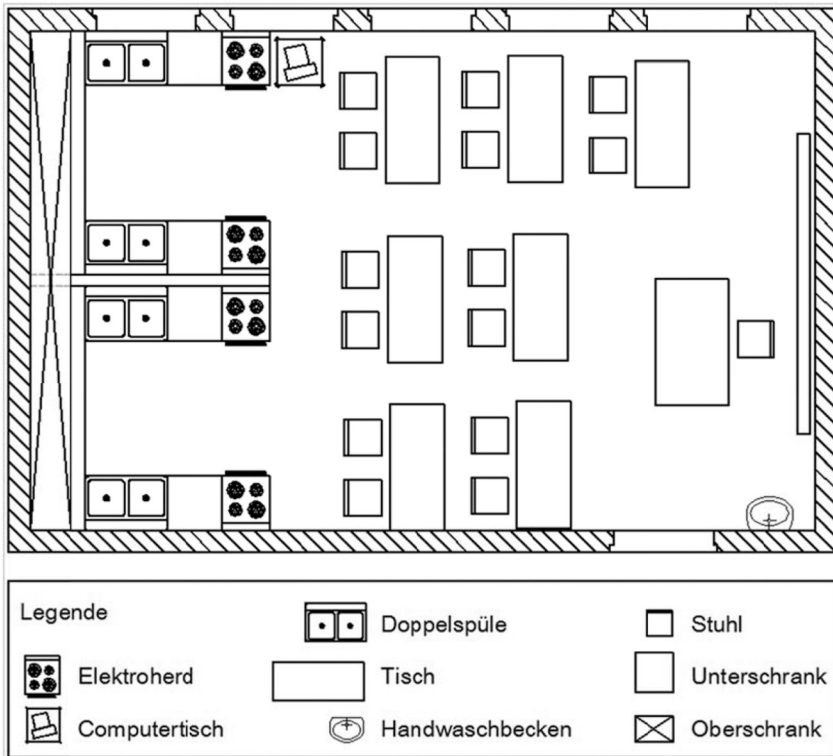 Legende
Doppelspüle
Stuhl
Elektroherd
Tisch
Unterschrank
Computertisch
Handwaschbecken
Oberschrank